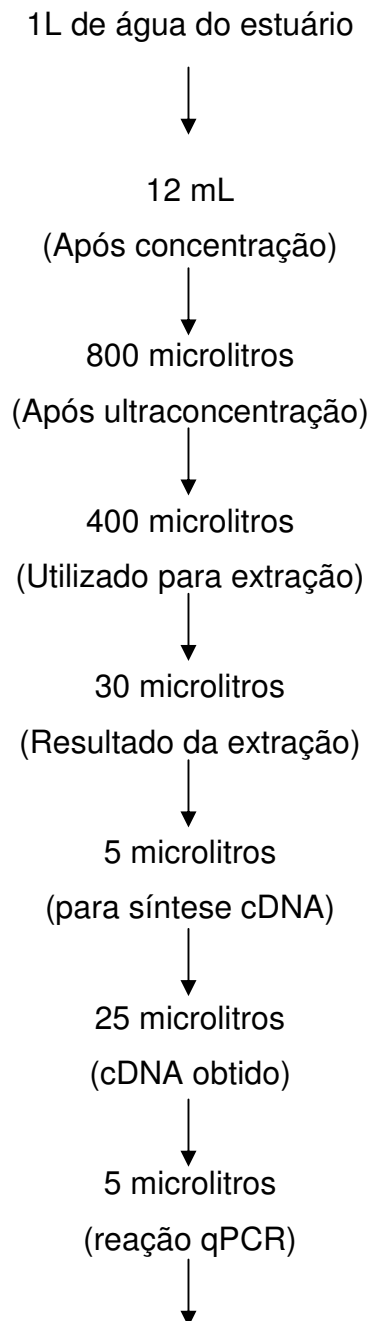 1L de água do estuário
12 mL
(Após concentração)
800 microlitros
(Após ultraconcentração)
400 microlitros
(Utilizado para extração)
30 microlitros
(Resultado da extração)
5 microlitros
(para síntese cDNA)
25 microlitros
(cDNA obtido)
5 microlitros
(reação qPCR)